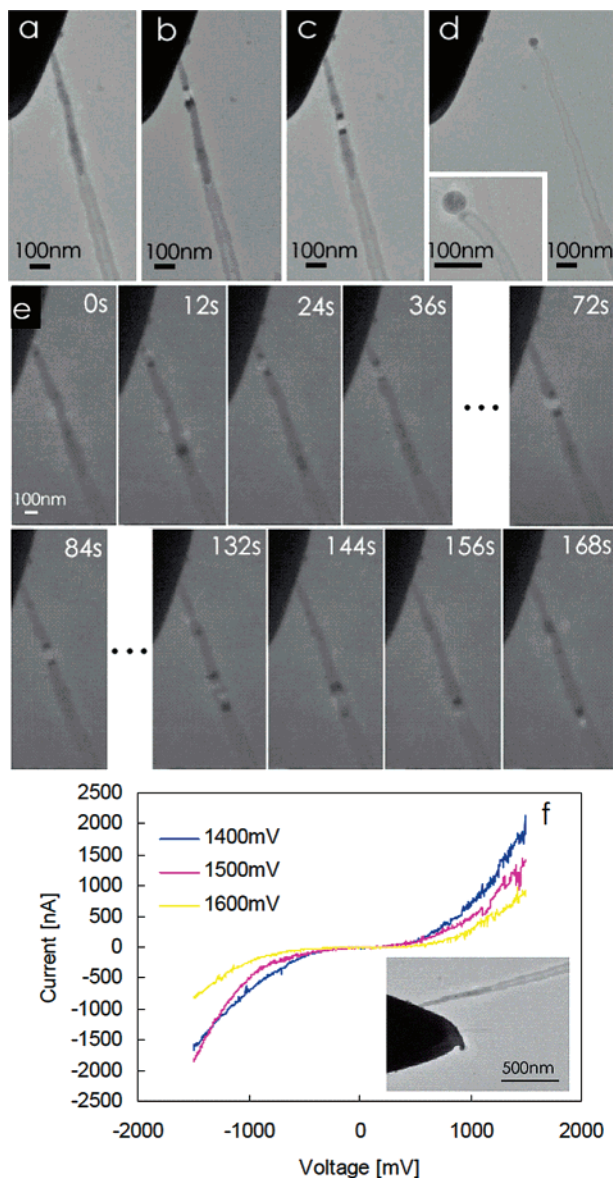 a
b
c
d
100nm
100nm
100nm
100nm
100nm
e
0s
12s
24s
36s
72s
100nm
84s
132s
144s
156s
168s
f
2500
2000
1500
1000
500
0
-500
-1000
-1500
-2000
-2500
Current [nA]
1400mV
1500mV
1600mV
500nm
-2000 -1000 0 1000 2000
Voltage [mV]